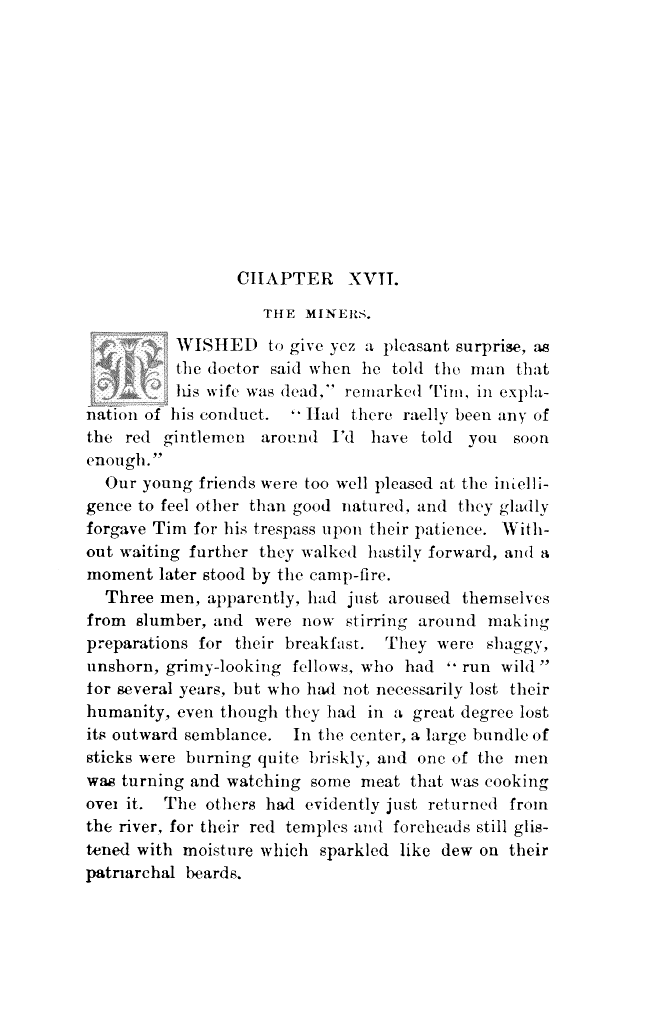 CHAPTER XVII.
THE MINERS.
I WISHED to give yez a pleasant surprise, as
the doctor said when he told the man that
his wife was dead," remarked Tim, in expla-
nation of his conduct. "Had there raelly been any of
the red gintlemen around I'd have told you soon
enough."
Our young friends were too well pleased at the intelli-
gence to feel other than good natured, and they gladly
forgave Tim for his trespass upon their patience. With-
out waiting further they walked hastily forward, and a
moment later stood by the camp-fire.
Three men, apparently, had just aroused themselves
from slumber, and were now stirring around making
preparations for their breakfast. They were shaggy,
unshorn, grimy-looking fellows, who had "run wild"
for several years, but who had not necessarily lost their
humanity, even though they had in a great degree lost
its outward semblance. In the center, a large bundle of
sticks were burning quite briskly, and one of the men
was turning and watching some meat that was cooking
over it. The others had evidently just returned from
the river, for their red temples and foreheads still glis-
tened with moisture which sparkled like dew on their
patriarchal beards.